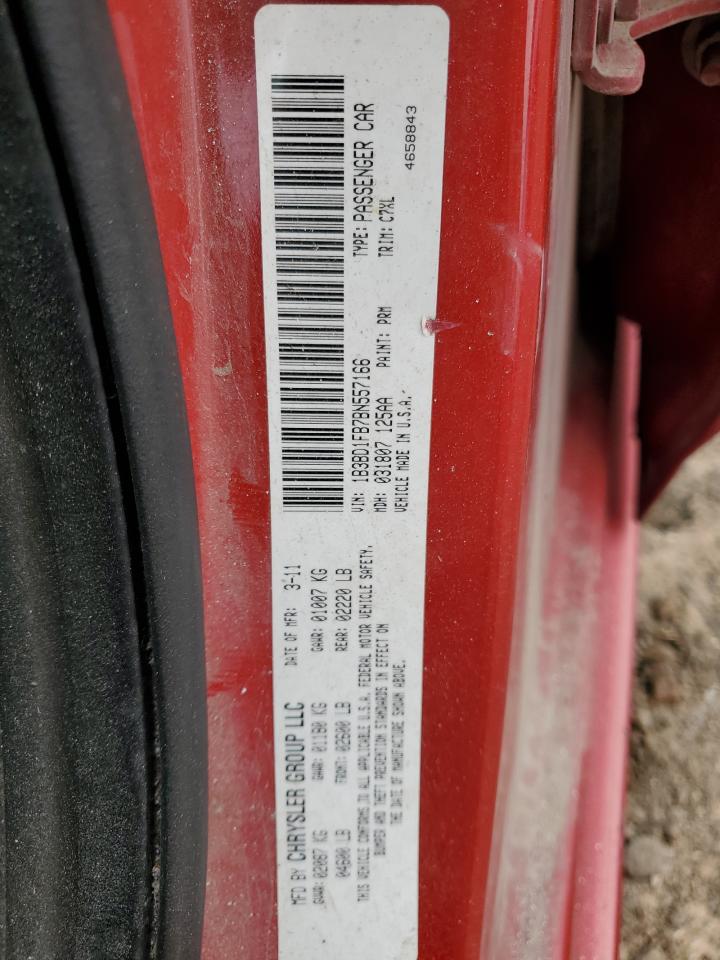 MFD BY CHRYSLER GROUP LLC DATE OF MFR: 3-11
GVWR: 02087 KG GAWR: 01180 KG GAWR: 01007 KG
04600 LB FRONT: 02600 LB REAR: 02220 LB
THIS VEHICLE CONFORMS TO ALL APPLICABLE U.S.A. FEDERAL MOTOR VEHICLE SAFETY,
BUMPER AND THEFT PREVENTION STANDARDS IN EFFECT ON
THE DATE OF MANUFACTURE SHOWN ABOVE.
VIN: 1B3BD1FB7BN557166 TYPE: PASSENGER CAR
MDH: 031807 125AA PAINT: PRM TRIM: C7XL
VEHICLE MADE IN U.S.A.
4658843